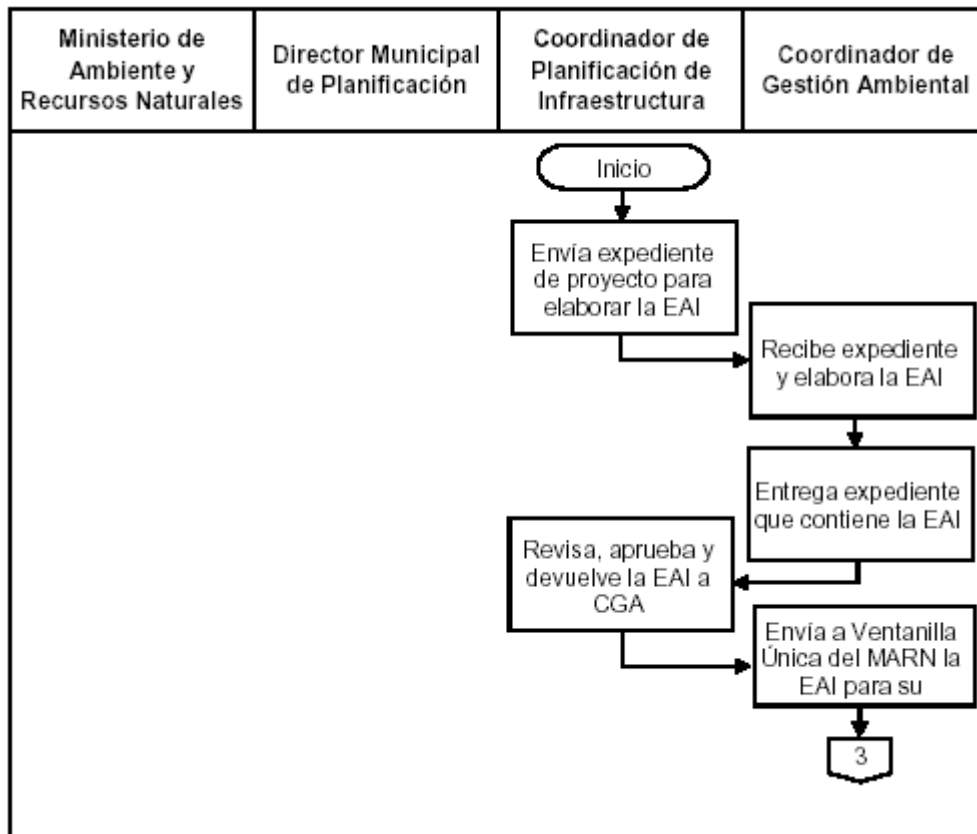 Ministerio de
Ambiente y
Recursos Naturales
Director Municipal
de Planificación
Coordinador de
Planificación de
Infraestructura
Coordinador de
Gestión Ambiental
Inicio
Envía expediente
de proyecto para
elaborar la EAI
Recibe expediente
y elabora la EAI
Entrega expediente
que contiene la EAI
Revisa, aprueba y
devuelve la EAI a
CGA
Envía a Ventanilla
Única del MARN la
EAI para su
3